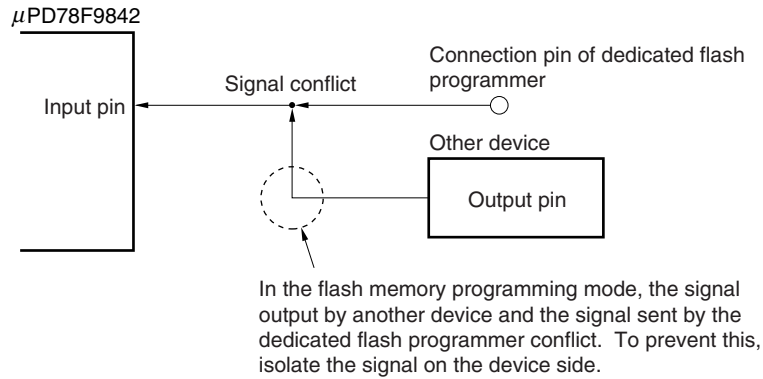 μPD78F9842
Connection pin of dedicated flash
programmer
Signal conflict
Input pin
Other device
Output pin
In the flash memory programming mode, the signal
output by another device and the signal sent by the
dedicated flash programmer conflict.  To prevent this,
isolate the signal on the device side.